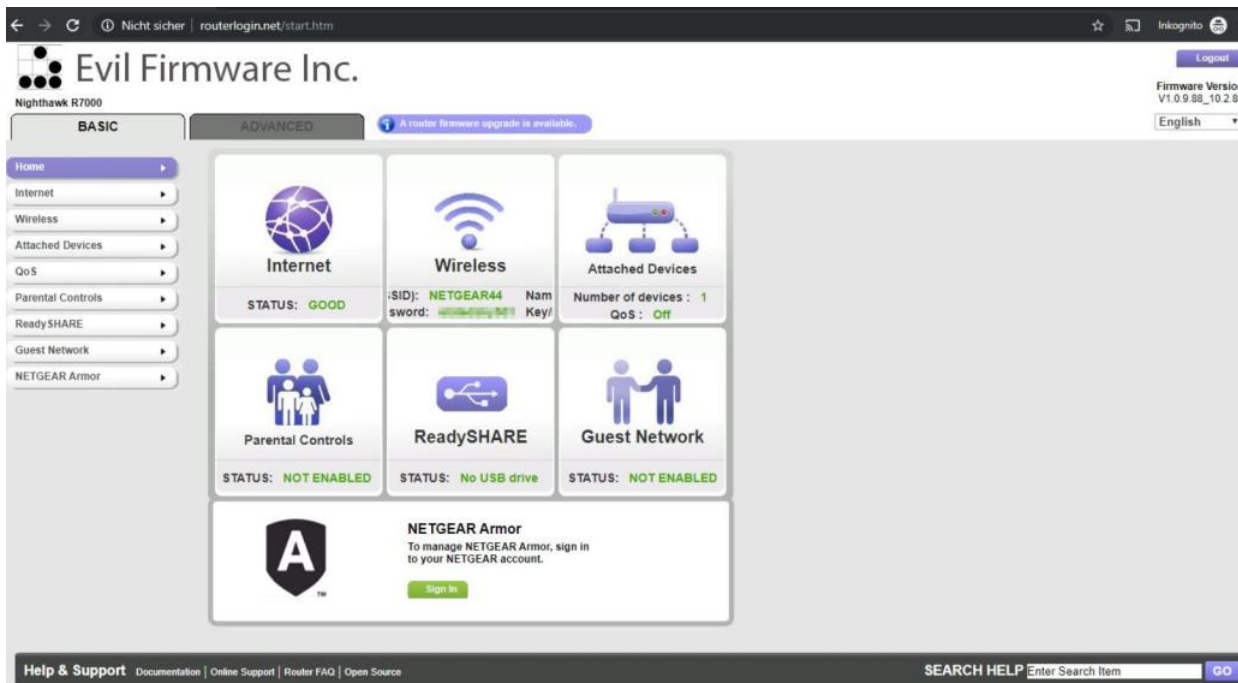 Nicht sicher | routerlogin.net/start.htm
Inkognito
Evil Firmware Inc.
Logout
Nighthawk R7000
Firmware Versio
V1.0.9.88_10.2.8
BASIC
ADVANCED
A router firmware upgrade is available.
English
Home
Internet
Wireless
Attached Devices
QoS
Parental Controls
ReadySHARE
Guest Network
NETGEAR Armor
Internet
STATUS: GOOD
Wireless
SSID): NETGEAR44 Nam
sword: Key/
Attached Devices
Number of devices : 1
QoS : Off
Parental Controls
STATUS: NOT ENABLED
ReadySHARE
STATUS: No USB drive
Guest Network
STATUS: NOT ENABLED
A
TM
NETGEAR Armor
To manage NETGEAR Armor, sign in
to your NETGEAR account.
Sign In
Help & Support Documentation | Online Support | Router FAQ | Open Source
SEARCH HELP Enter Search Item GO